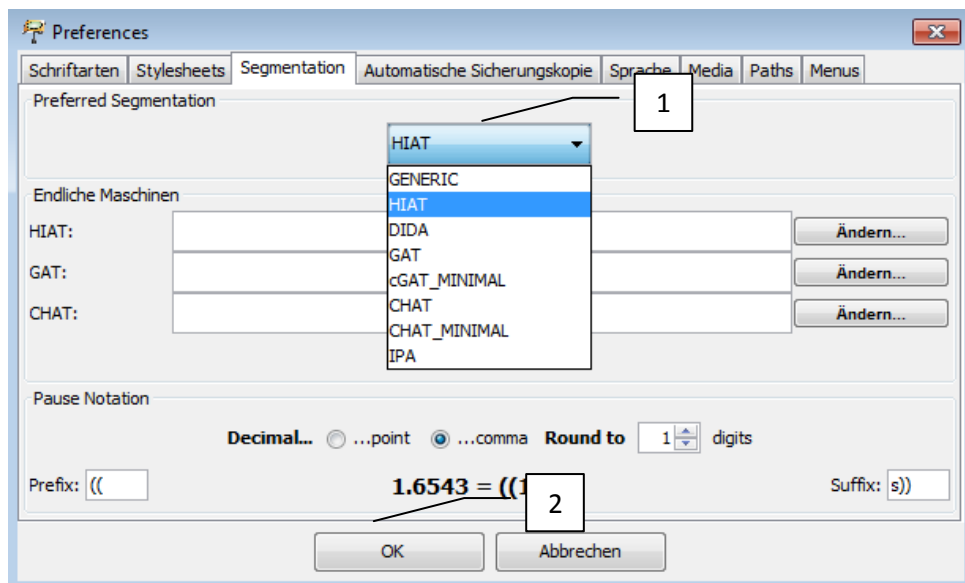 Preferences
Schriftarten Stylesheets Segmentation Automatische Sicherungskopie Sprache Media Paths Menus
Preferred Segmentation
1
HIAT
GENERIC
HIAT
DIDA
GAT
cGAT_MINIMAL
CHAT
CHAT_MINIMAL
IPA
Endliche Maschinen
HIAT: Ändern...
GAT: Ändern...
CHAT: Ändern...
Pause Notation
Decimal... ...point ...comma Round to 1 digits
Prefix: (( 1.6543 = ((1 Suffix: s))
2
OK Abbrechen